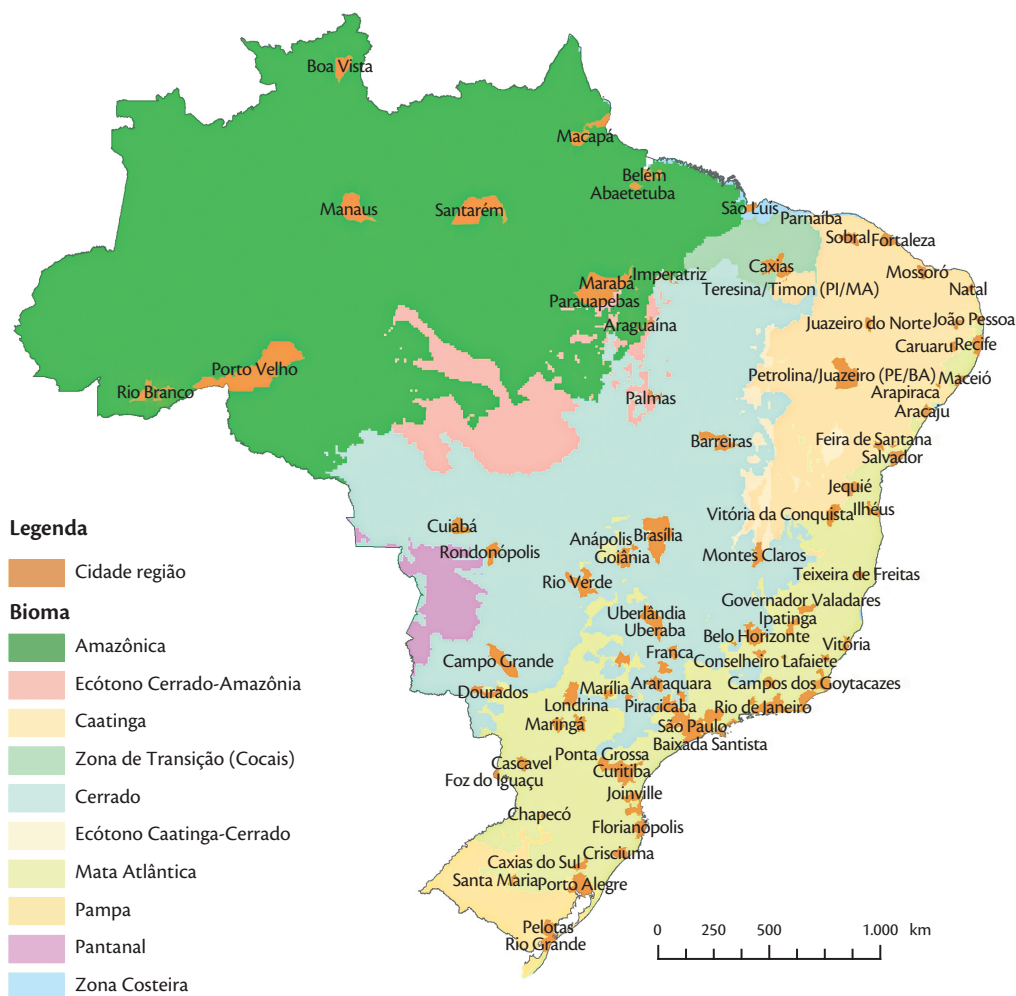 Boa Vista
Macapá
Belém
Abaetetuba
Manaus
Santarém
São Luis
Parnaíba
Sobral
Fortaleza
Imperatriz
Caxias
Mossoró
Marabá
Teresina/Timon (PI/MA)
Natal
Parauapebas
Araguaína
Juazeiro do Norte
João Pessoa
Caruaru
Recife
Porto Velho
Petrolina/Juazeiro (PE/BA)
Maceió
Rio Branco
Palmas
Arapiraca
Aracaju
Barreiras
Feira de Santana
Salvador
Jequié
Vitória da Conquista
Ilhéus
Cuiabá
Anápolis
Brasília
Rondonópolis
Goiânia
Montes Claros
Rio Verde
Teixeira de Freitas
Governador Valadares
Uberlândia
Ipatinga
Uberaba
Belo Horizonte
Vitória
Franca
Conselheiro Lafaiete
Campo Grande
Araraquara
Campos dos Goytacazes
Dourados
Marília
Londrina
Piracicaba
Rio de Janeiro
Maringá
São Paulo
Baixada Santista
Ponta Grossa
Cascavel
Curitiba
Foz do Iguaçu
Joinville
Chapecó
Florianópolis
Crisciuma
Caxias do Sul
Santa Maria
Porto Alegre
Pelotas
Rio Grande
Legenda
Cidade região
Bioma
Amazônica
Ecótono Cerrado-Amazônia
Caatinga
Zona de Transição (Cocais)
Cerrado
Ecótono Caatinga-Cerrado
Mata Atlântica
Pampa
Pantanal
Zona Costeira
0 250 500 1.000 km